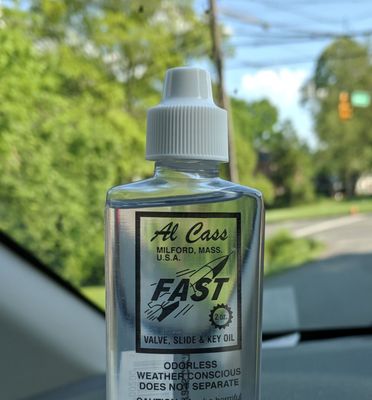 Al Cass
MILFORD, MASS.
U.S.A.
FAST
2 oz.
VALVE, SLIDE & KEY OIL
ODORLESS
WEATHER CONSCIOUS
DOES NOT SEPARATE